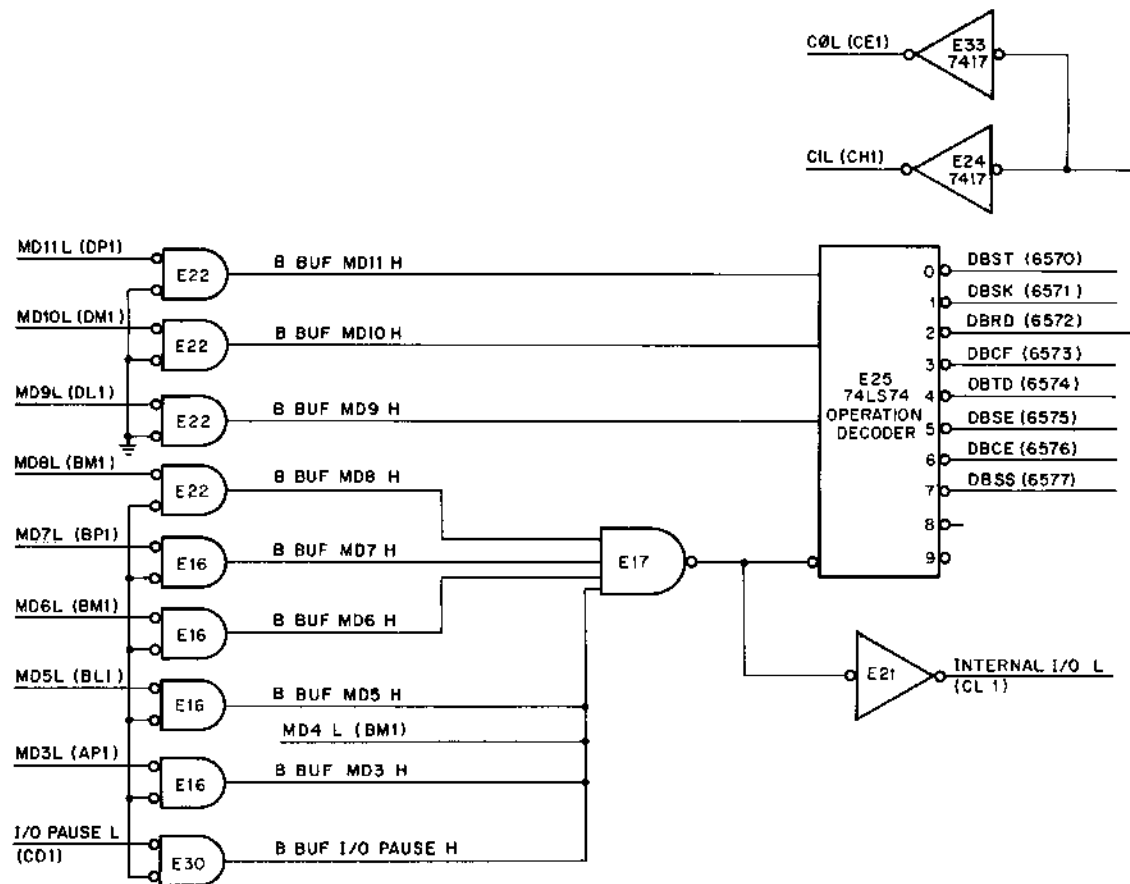 C0L (CE1)
E33
7417
C1L (CH1)
E24
7417
MD11 L (DP1)
E22
B BUF MD11 H
MD10L (DM1)
E22
B BUF MD10 H
MD9L (DL1)
E22
B BUF MD9 H
E25
74LS74
OPERATION
DECODER
0
DBST (6570)
1
DBSK (6571)
2
DBRD (6572)
3
DBCF (6573)
4
DBTD (6574)
5
DBSE (6575)
6
DBCE (6576)
7
DBSS (6577)
8
9
MD8L (BM1)
E22
B BUF MD8 H
MD7L (BP1)
E16
B BUF MD7 H
E17
MD6L (BM1)
E16
B BUF MD6 H
MD5L (BL1)
E16
B BUF MD5 H
MD4 L (BM1)
E21
INTERNAL I/O L
(CL 1)
MD3L (AP1)
E16
B BUF MD3 H
I/O PAUSE L
(CD1)
E30
B BUF I/O PAUSE H